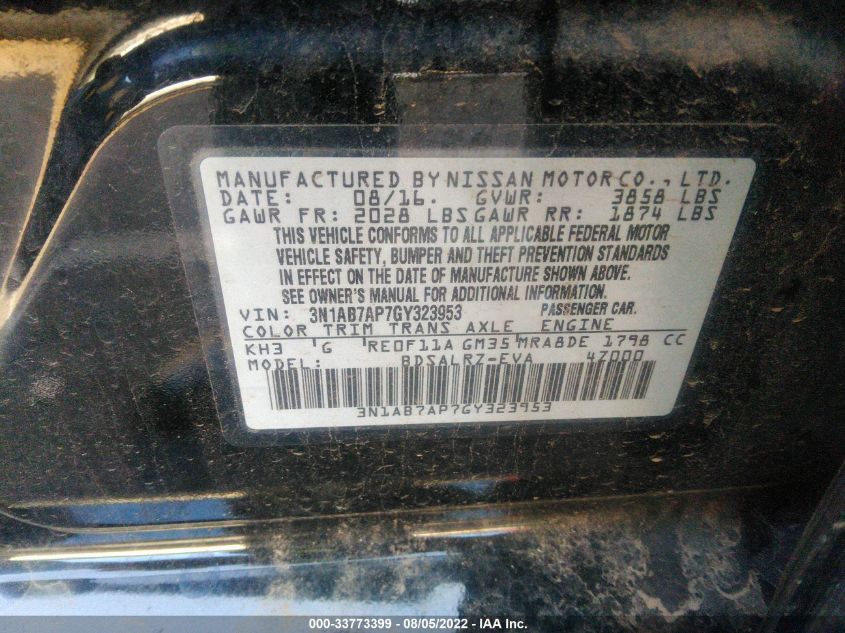 MANUFACTURED BY NISSAN MOTOR CO., LTD.
DATE: 08/16. GVWR: 3858 LBS
GAWR FR: 2028 LBS GAWR RR: 1874 LBS
THIS VEHICLE CONFORMS TO ALL APPLICABLE FEDERAL MOTOR
VEHICLE SAFETY, BUMPER AND THEFT PREVENTION STANDARDS
IN EFFECT ON THE DATE OF MANUFACTURE SHOWN ABOVE.
SEE OWNER'S MANUAL FOR ADDITIONAL INFORMATION.
VIN: 3N1AB7AP7GY323953 PASSENGER CAR.
COLOR TRIM TRANS AXLE ENGINE
KH3 G RE0F11A GM35 MRA8DE 1798 CC
MODEL: BDSALRZ-EVA 47000
3N1AB7AP7GY323953
000-33773399 - 08/05/2022 - IAA Inc.